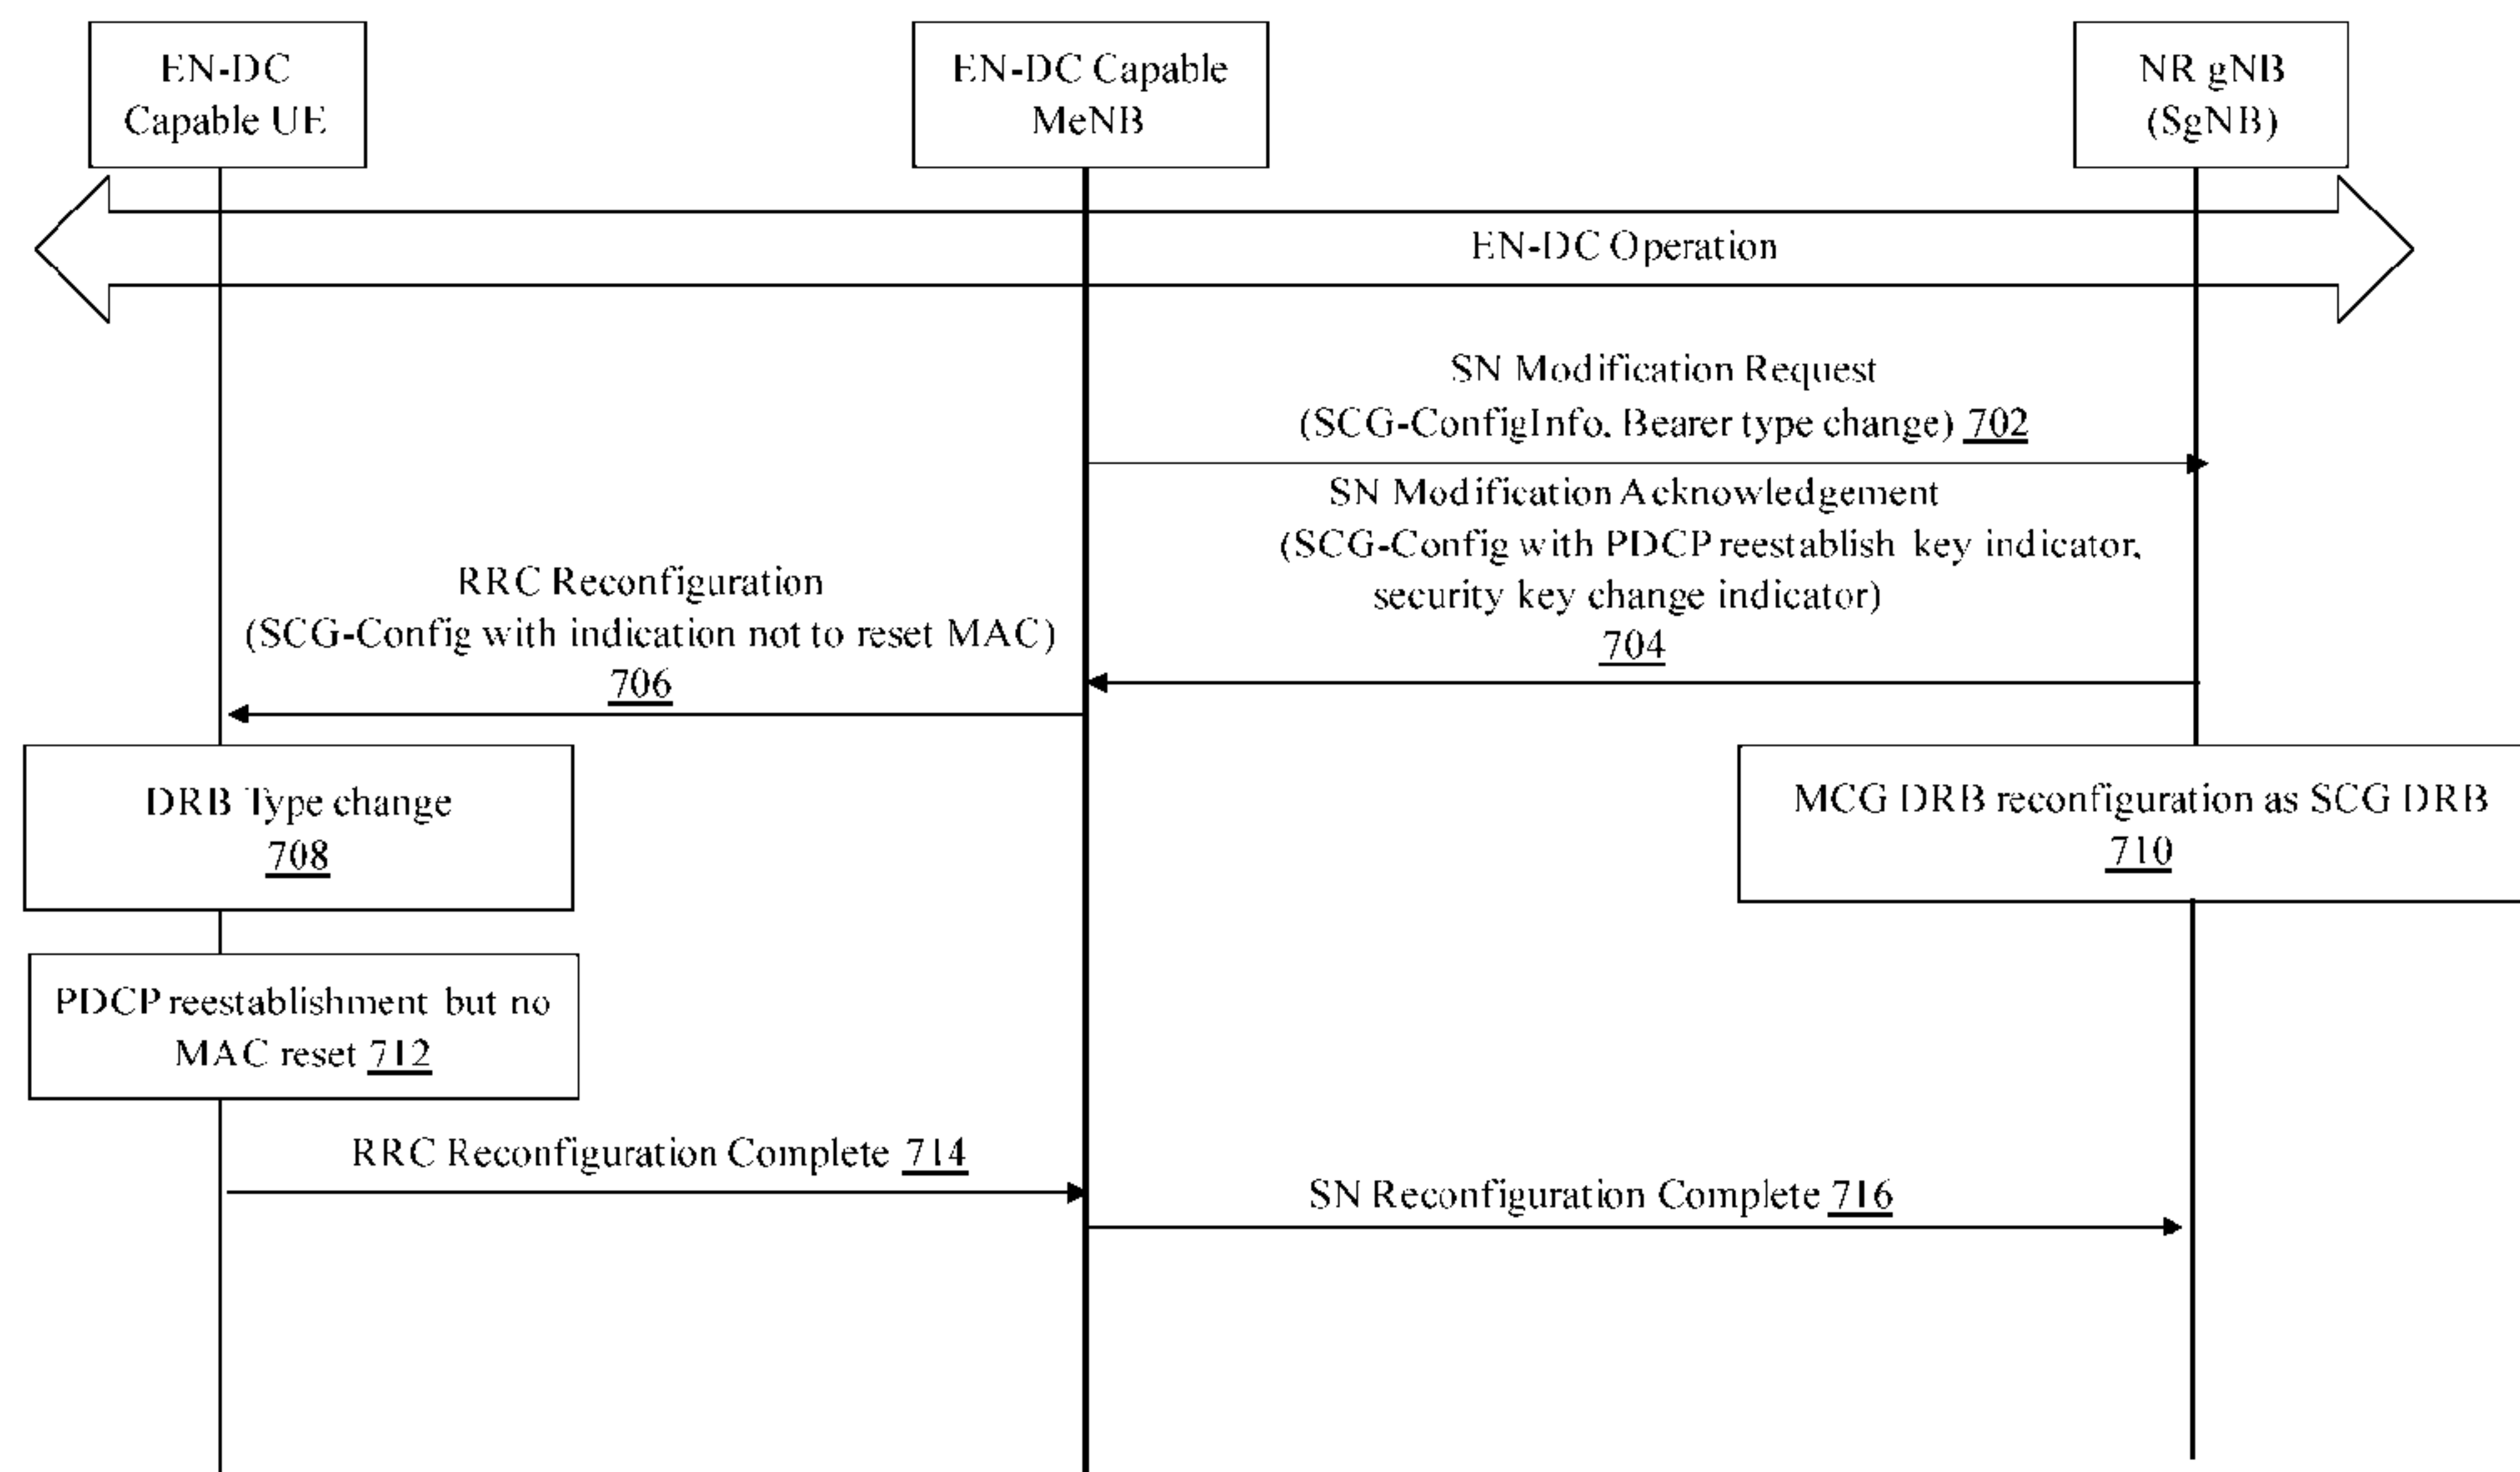 EN-DC
Capable UE
EN-DC Capable
MeNB
NR gNB
(SgNB)
EN-DC Operation
SN Modification Request
(SCG-ConfigInfo, Bearer type change) 702
SN Modification Acknowledgement
(SCG-Config with PDCP reestablish key indicator,
security key change indicator)
704
RRC Reconfiguration
(SCG-Config with indication not to reset MAC)
706
DRB Type change
708
MCG DRB reconfiguration as SCG DRB
710
PDCP reestablishment but no
MAC reset 712
RRC Reconfiguration Complete 714
SN Reconfiguration Complete 716